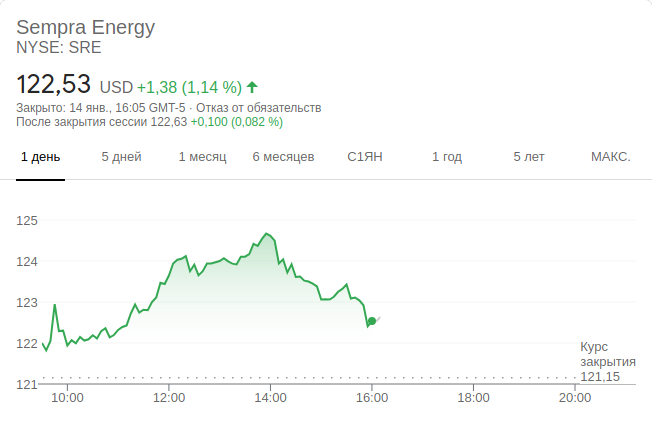 Sempra Energy
NYSE: SRE
122,53 USD +1,38 (1,14 %)
Закрыто: 14 янв., 16:05 GMT-5 · Отказ от обязательств
После закрытия сессии 122,63 +0,100 (0,082 %)
1 день 5 дней 1 месяц 6 месяцев С1ЯН 1 год 5 лет МАКС.
125
124
123
122
121
Курс
закрытия
121,15
10:00 12:00 14:00 16:00 18:00 20:00